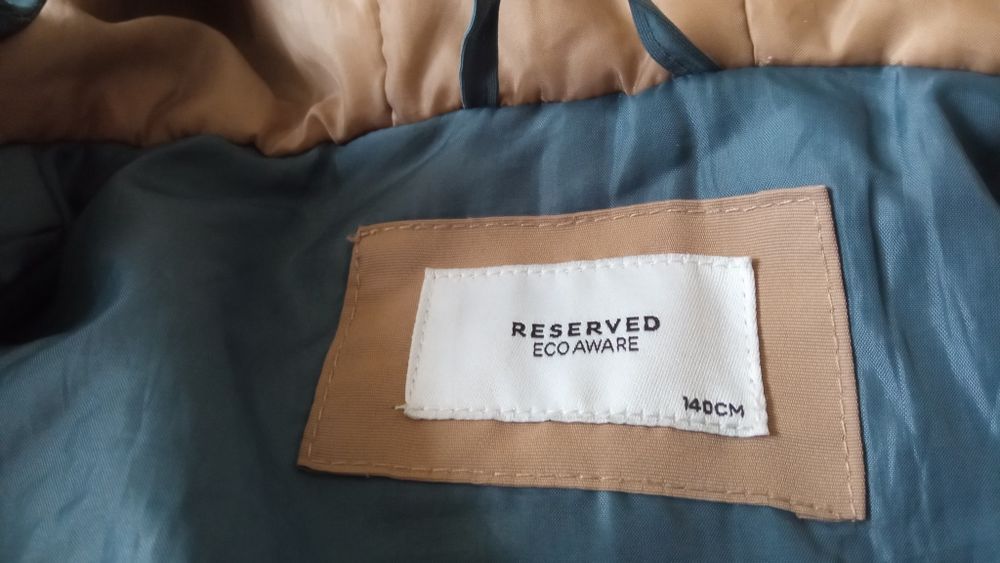 RESERVED
ECO AWARE
140CM